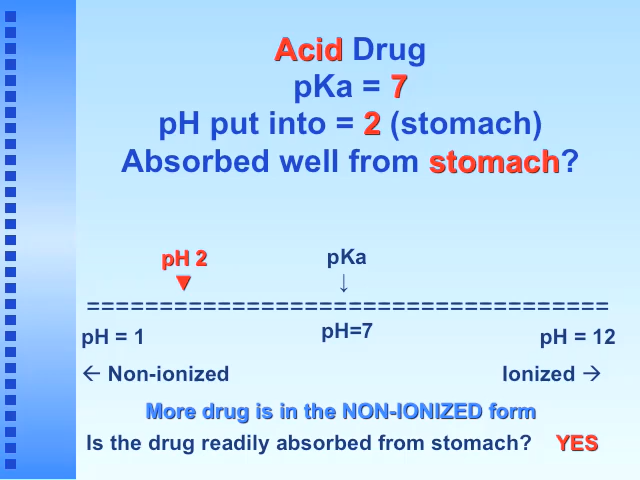 Acid Drug
pKa = 7
pH put into = 2 (stomach)
Absorbed well from stomach?
pH 2 pKa
▼ ↓
====================================
pH = 1 pH=7 pH = 12
← Non-ionized Ionized →
More drug is in the NON-IONIZED form
Is the drug readily absorbed from stomach? YES